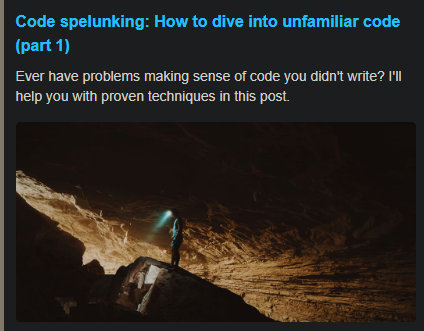 Code spelunking: How to dive into unfamiliar code
(part 1)
Ever have problems making sense of code you didn't write? I'll
help you with proven techniques in this post.